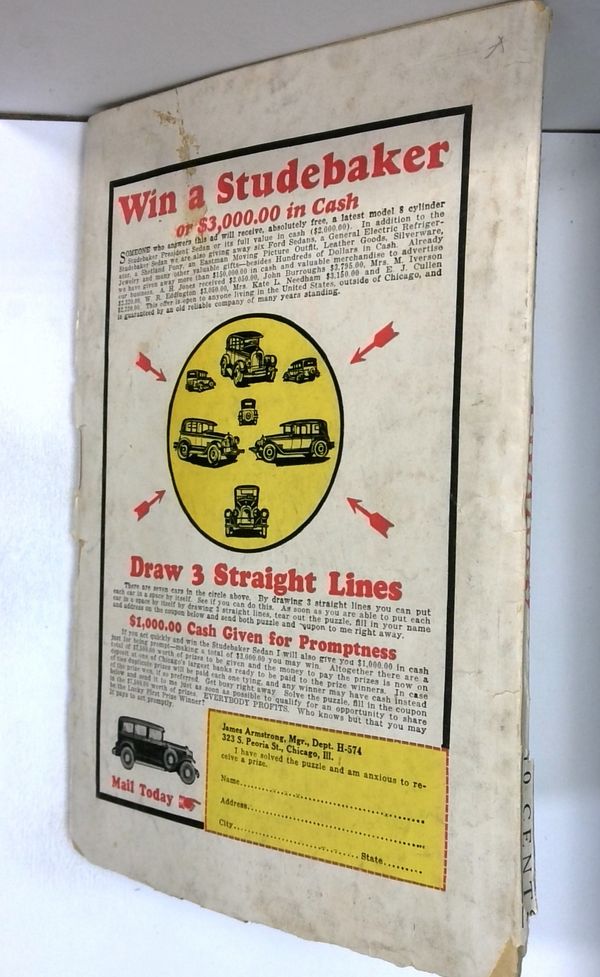 Win a Studebaker
or $3,000.00 in Cash
SOMEONE who answers this ad will receive, absolutely free, a latest model 8 cylinder
Studebaker President Sedan or its full value in cash ($2,000.00). In addition to the
Studebaker Sedan we are also giving away six Ford Sedans, a General Electric Refriger-
ator, a Shetland Pony, an Eastman Moving Picture Outfit, Leather Goods, Silverware,
Jewelry and many other valuable gifts—besides Hundreds of Dollars in Cash. Already
we have given away more than $150,000.00 in cash and valuable merchandise to advertise
our business. A. H. Jones received $3,050.00, John Burroughs $3,795.00, Mrs. M. Iverson
W. R. Eddington Mrs. Kate L. Needham $3,150.00 and E. J. Cullen
This offer is open to anyone living in the United States, outside of Chicago, and
is guaranteed by an old reliable company of many years standing.
Draw 3 Straight Lines
There are seven cars in the circle above. By drawing 3 straight lines you can put
each car in a space by itself. See if you can do this. As soon as you are able to put each
car in a space by itself by drawing 3 straight lines, tear out the puzzle, fill in your name
and address on the coupon below and send both puzzle and upon to me right away.
$1,000.00 Cash Given for Promptness
If you act quickly and win the Studebaker Sedan I will also give you $1,000.00 in cash
just for being prompt—making a total of $3,000.00 you may win. Altogether there are a
total of worth of prizes to be given and the money to pay the prizes is now on
deposit at one of Chicago's largest banks ready to be paid to the prize winners. In case
of ties duplicate prizes will be paid each one tying, and any winner may have cash instead
of the prize won, if so preferred. Get busy right away. Solve the puzzle, fill in the coupon
below and send it to me just as soon as possible to qualify for an opportunity to share
in the worth of prizes. EVERYBODY PROFITS. Who knows but that you may
be the Lucky First Prize Winner?
It pays to act promptly.
Mail Today
James Armstrong, Mgr., Dept. H-574
323 S. Peoria St., Chicago, Ill.
I have solved the puzzle and am anxious to re-
ceive a prize.
Name
Address
City State
10 CENT